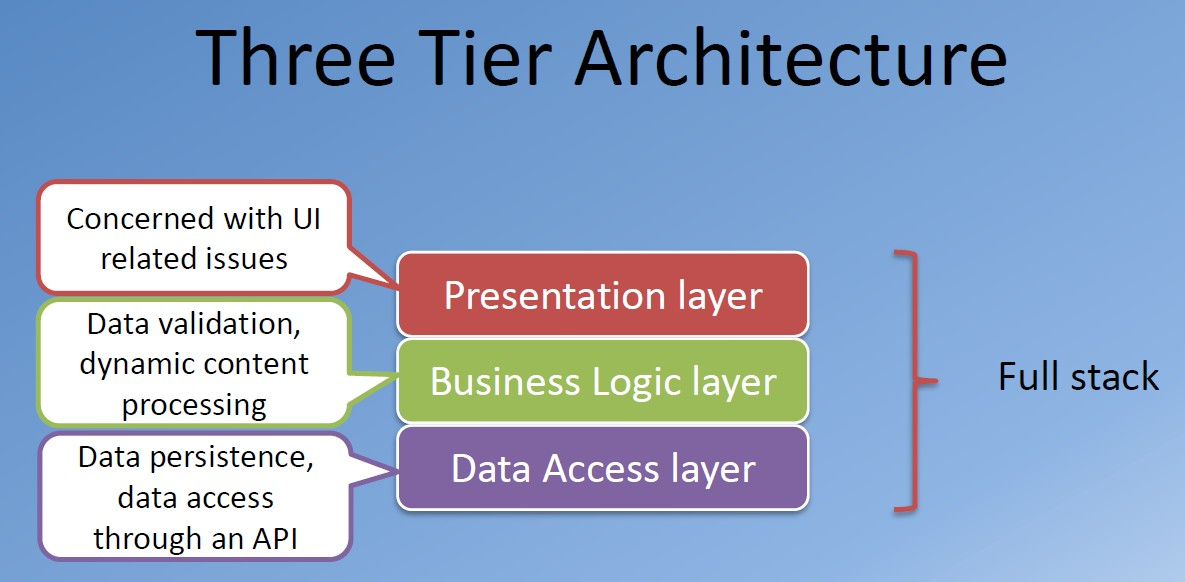 Three Tier Architecture
Concerned with UI
related issues
Presentation layer
Data validation,
dynamic content
processing
Business Logic layer
Data persistence,
data access
through an API
Data Access layer
Full stack